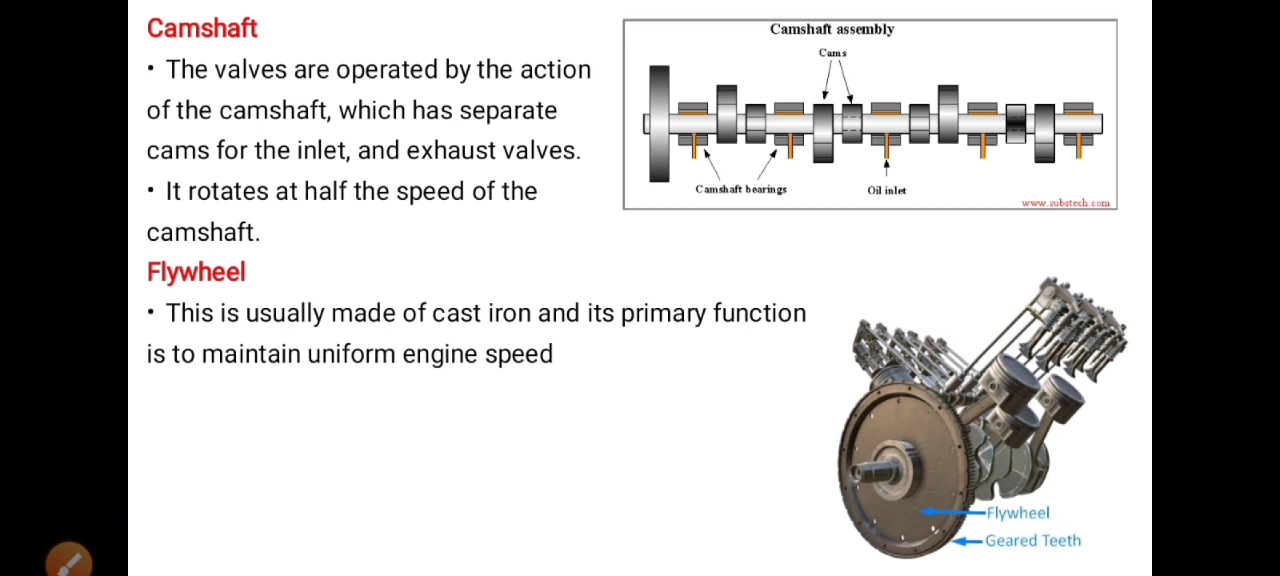 Camshaft
• The valves are operated by the action
of the camshaft, which has separate
cams for the inlet, and exhaust valves.
• It rotates at half the speed of the
camshaft.
Flywheel
• This is usually made of cast iron and its primary function
is to maintain uniform engine speed
Camshaft assembly
Cams
Camshaft bearings
Oil inlet
www.substech.com
Flywheel
Geared Teeth